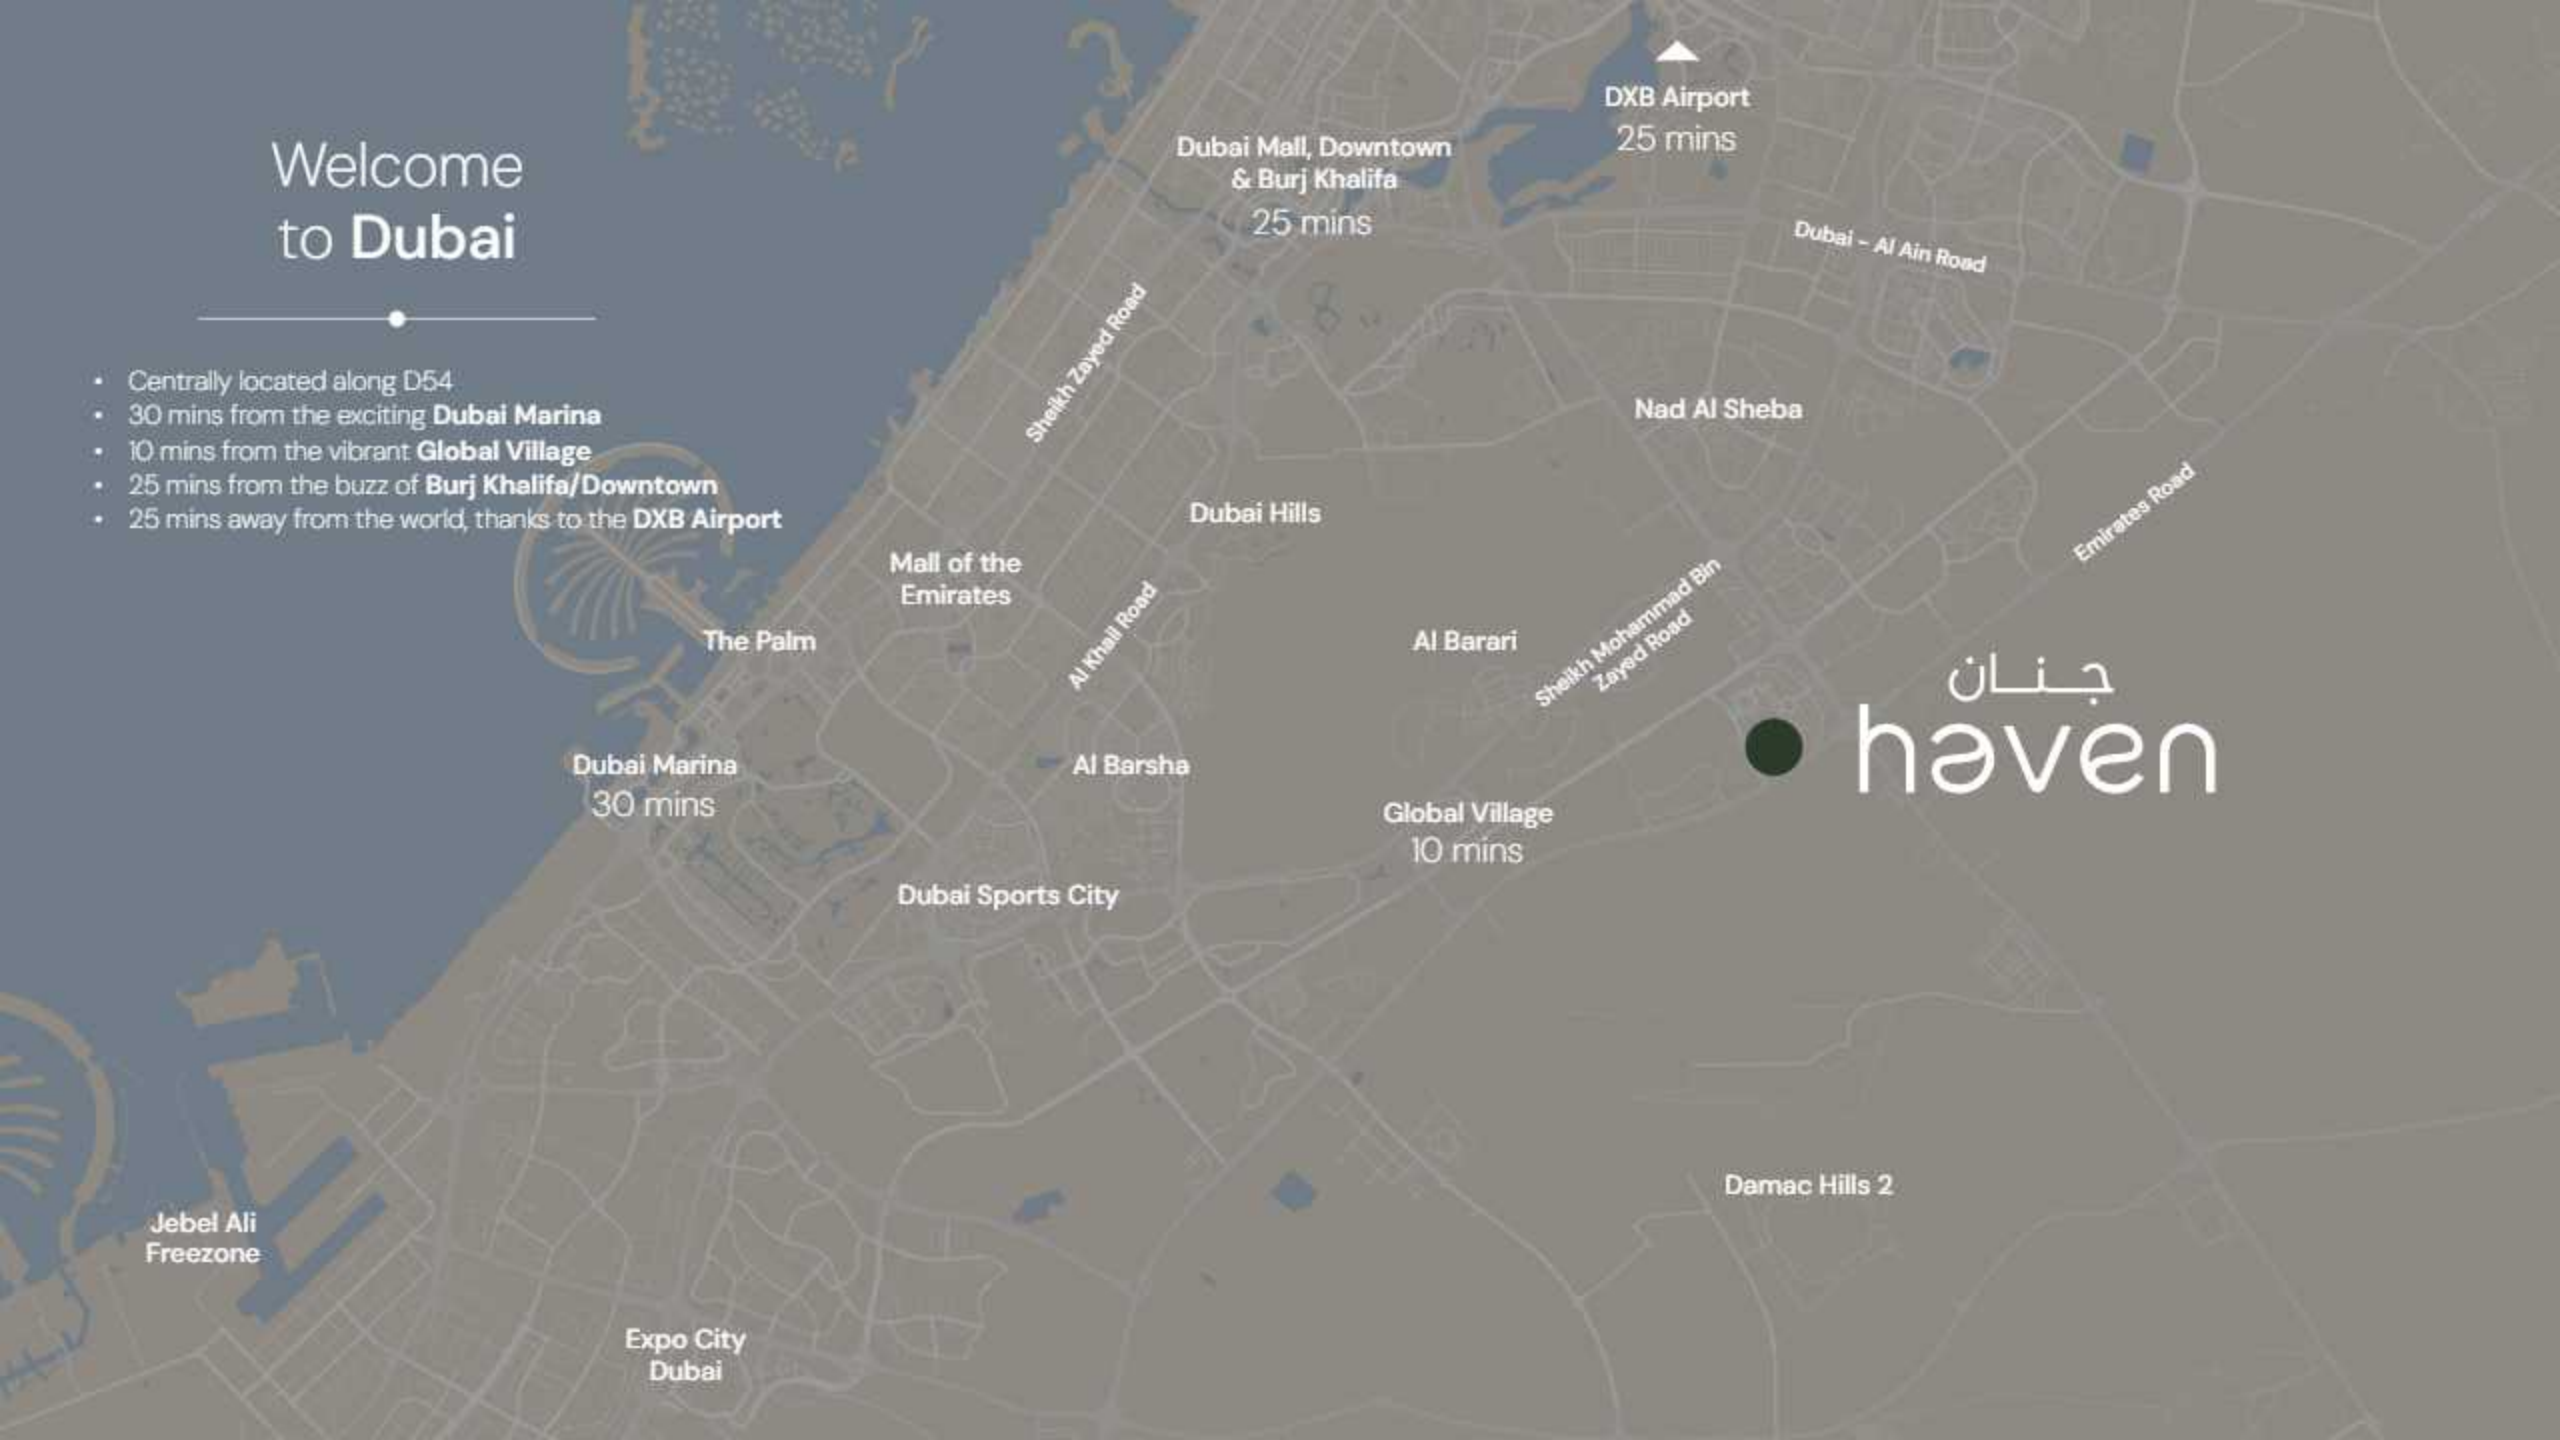 Welcome
to Dubai
• Centrally located along D54
• 30 mins from the exciting Dubai Marina
• 10 mins from the vibrant Global Village
• 25 mins from the buzz of Burj Khalifa/Downtown
• 25 mins away from the world, thanks to the DXB Airport
DXB Airport
25 mins
Dubai Mall, Downtown
& Burj Khalifa
25 mins
Dubai – Al Ain Road
Sheikh Zayed Road
Nad Al Sheba
Emirates Road
Dubai Hills
Mall of the
Emirates
Al Khail Road
The Palm
Al Barari
Sheikh Mohammad Bin
Zayed Road
جنان
haven
Dubai Marina
30 mins
Al Barsha
Global Village
10 mins
Dubai Sports City
Damac Hills 2
Jebel Ali
Freezone
Expo City
Dubai